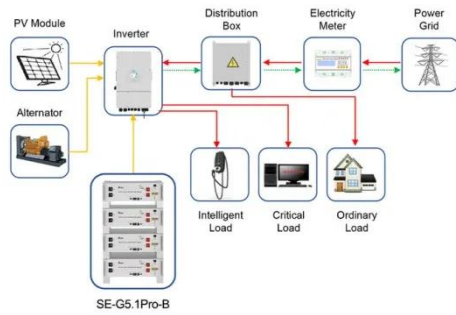 PV Module
Inverter
Distribution
Box
Electricity
Meter
Power
Grid
Alternator
Intelligent
Load
Critical
Load
Ordinary
Load
SE-G5.1Pro-B